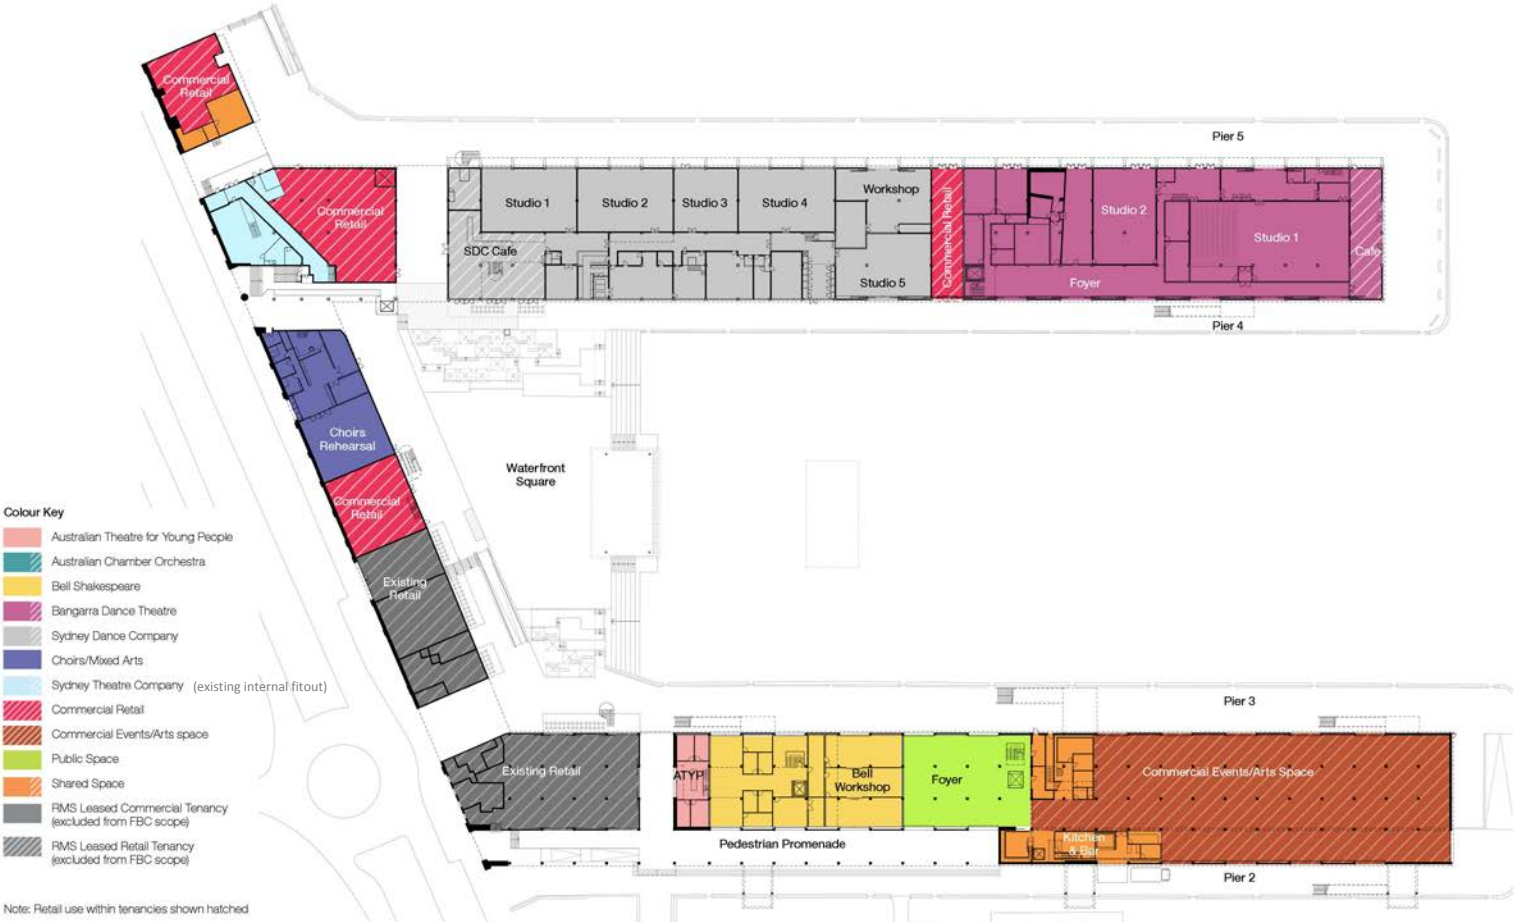 Commercial
Retail
Pier 5
Studio 1
Studio 2
Studio 3
Studio 4
Workshop
Commercial
Retail
Commercial Retail
Studio 2
Studio 1
SDC Cafe
Cafe
Studio 5
Foyer
Pier 4
Choirs
Rehearsal
Waterfront
Square
Commercial
Retail
Existing
Retail
Colour Key
Australian Theatre for Young People
Australian Chamber Orchestra
Bell Shakespeare
Bangarra Dance Theatre
Sydney Dance Company
Choirs/Mixed Arts
Sydney Theatre Company (existing internal fitout)
Commercial Retail
Commercial Events/Arts space
Public Space
Shared Space
RMS Leased Commercial Tenancy
(excluded from FBC scope)
RMS Leased Retail Tenancy
(excluded from FBC scope)
Note: Retail use within tenancies shown hatched
Pier 3
Existing Retail
ATYP
Bell
Workshop
Foyer
Commercial Events/Arts Space
Kitchen
& Bar
Pedestrian Promenade
Pier 2